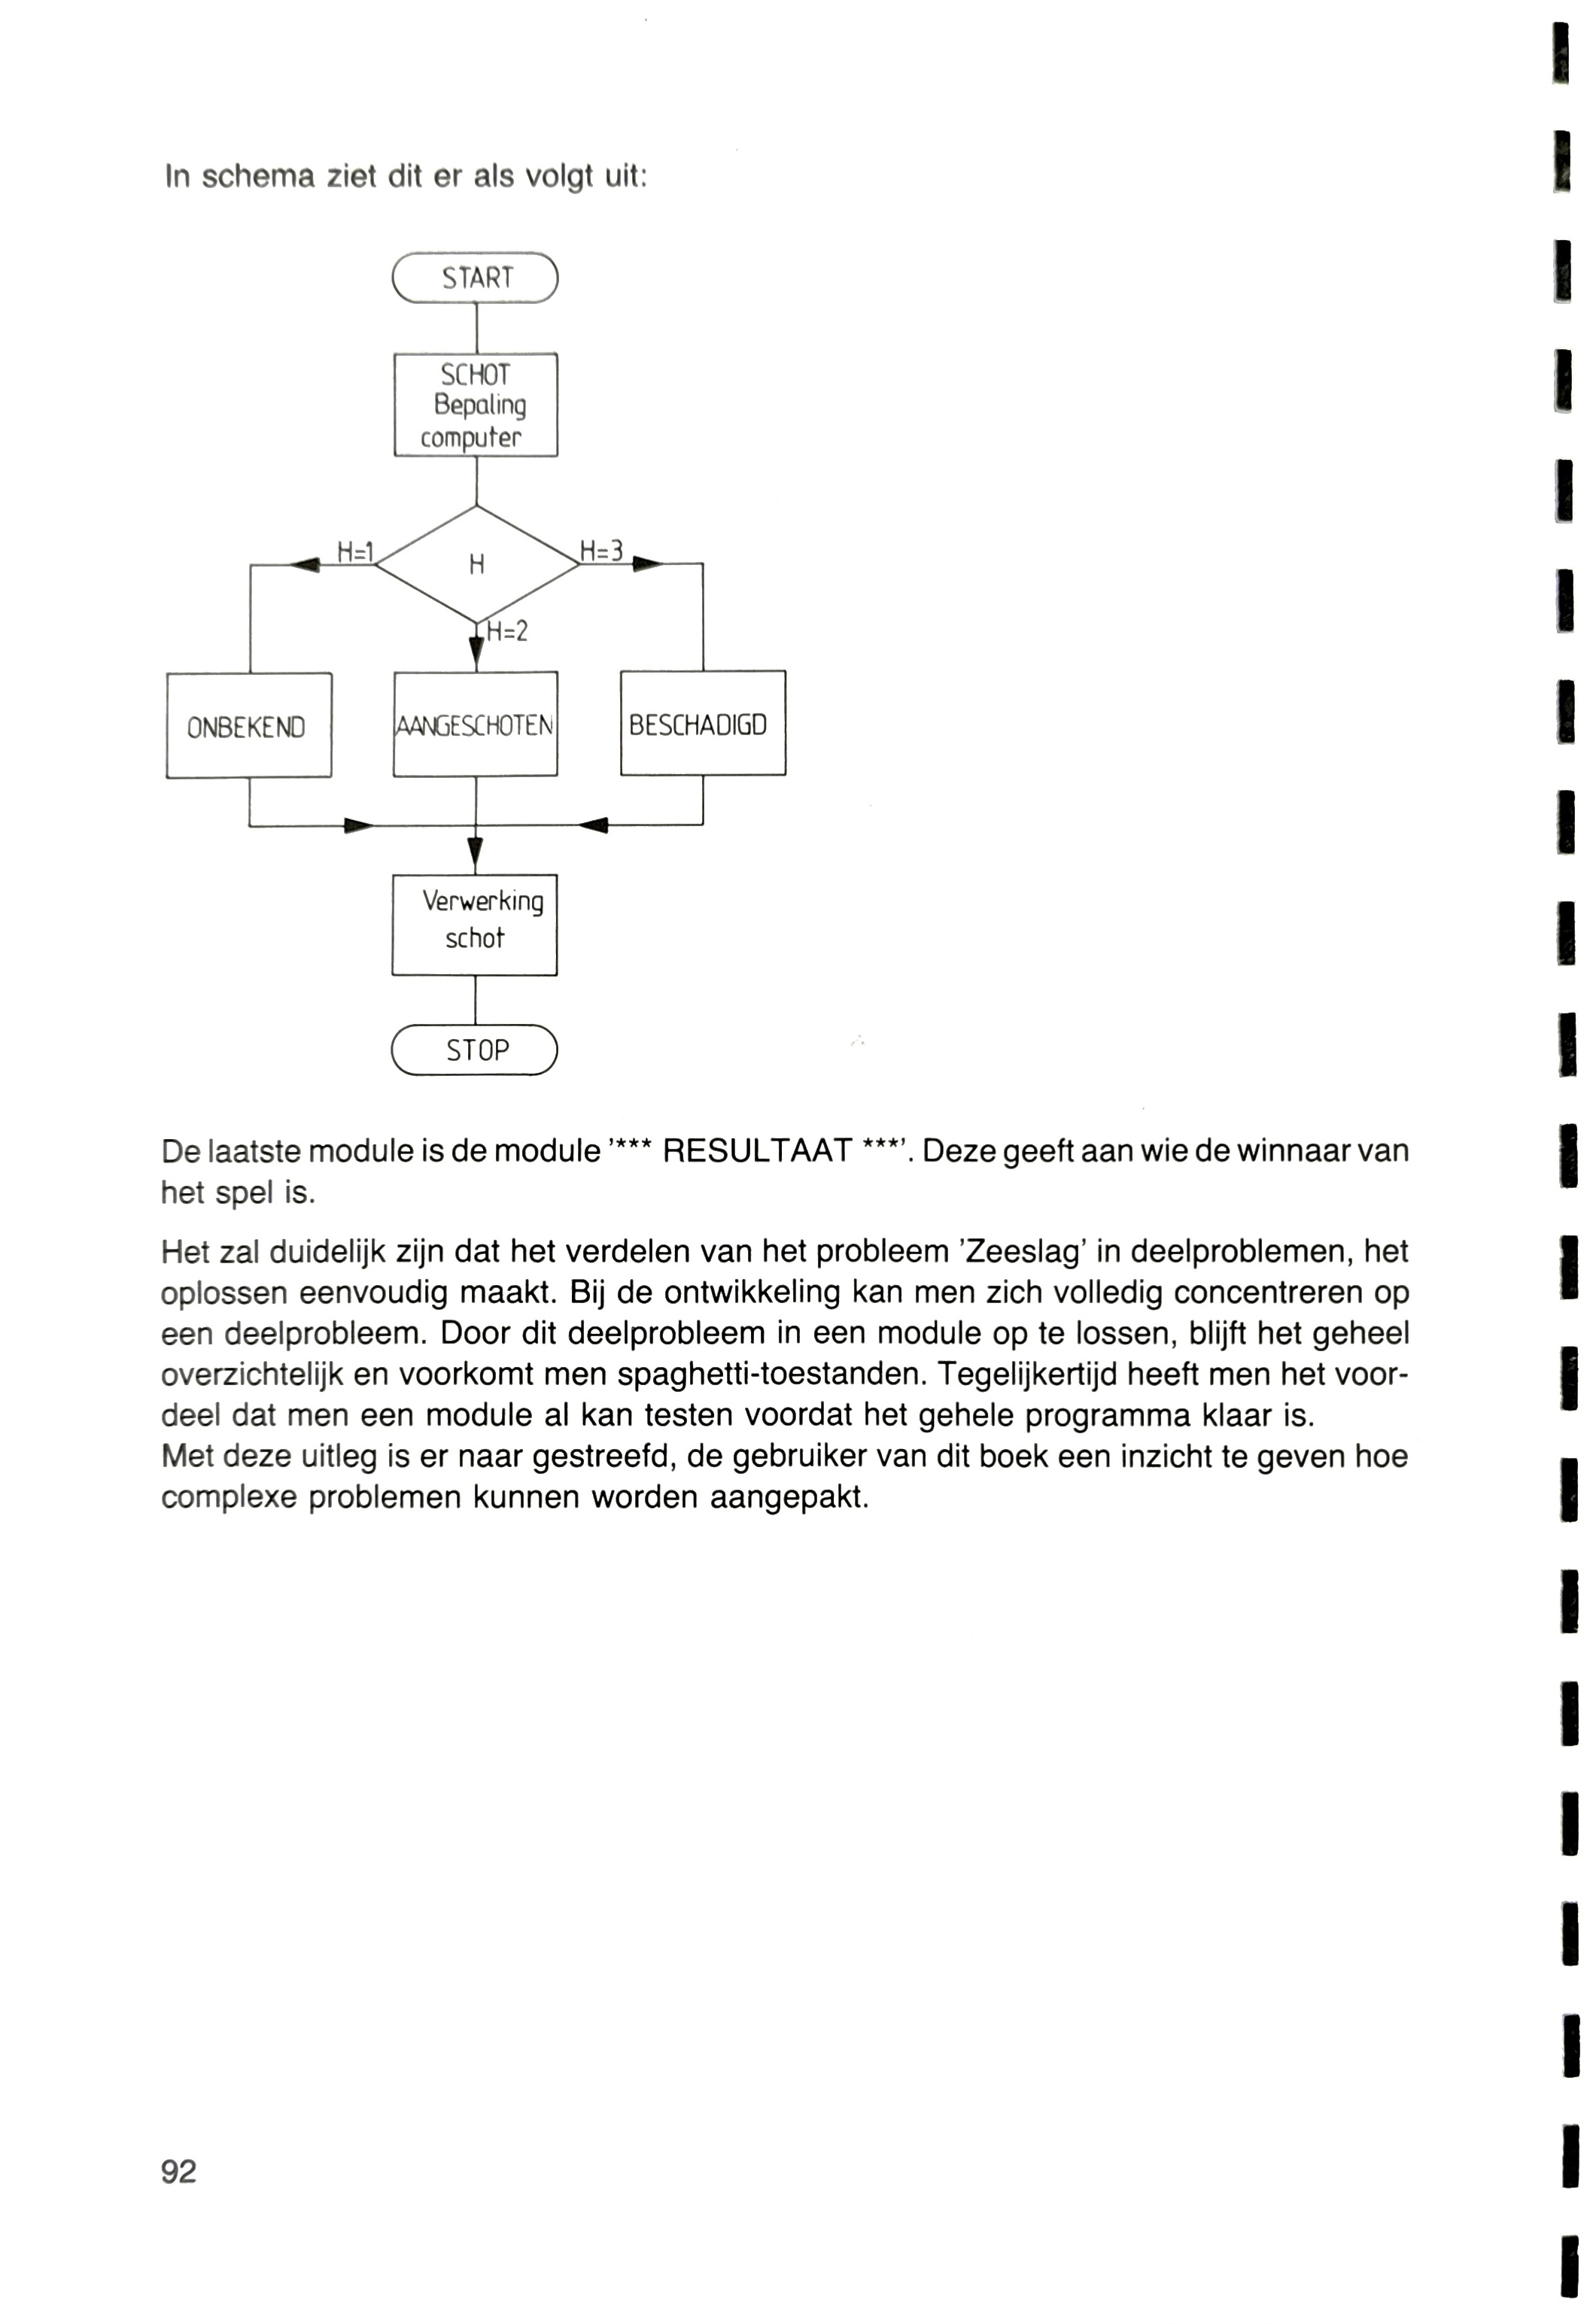 In schema ziet dit er als volgt uit:
START
SCHOT
Bepaling
computer
H=1
H
H=3
H=2
ONBEKEND
AANGESCHOTEN
BESCHADIGD
Verwerking
schot
STOP
De laatste module is de module '*** RESULTAAT ***'. Deze geeft aan wie de winnaar van
het spel is.
Het zal duidelijk zijn dat het verdelen van het probleem 'Zeeslag' in deelproblemen, het
oplossen eenvoudig maakt. Bij de ontwikkeling kan men zich volledig concentreren op
een deelprobleem. Door dit deelprobleem in een module op te lossen, blijft het geheel
overzichtelijk en voorkomt men spaghetti-toestanden. Tegelijkertijd heeft men het voor-
deel dat men een module al kan testen voordat het gehele programma klaar is.
Met deze uitleg is er naar gestreefd, de gebruiker van dit boek een inzicht te geven hoe
complexe problemen kunnen worden aangepakt.
92